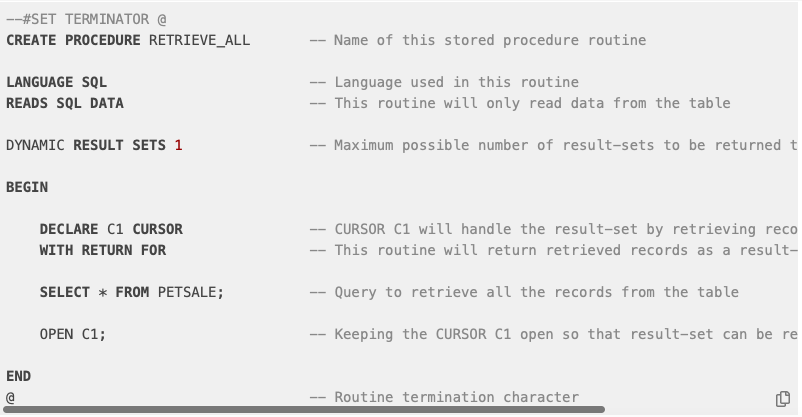 --#SET TERMINATOR @
CREATE PROCEDURE RETRIEVE_ALL       -- Name of this stored procedure routine
LANGUAGE SQL                        -- Language used in this routine
READS SQL DATA                      -- This routine will only read data from the table
DYNAMIC RESULT SETS 1               -- Maximum possible number of result-sets to be returned
BEGIN
    DECLARE C1 CURSOR               -- CURSOR C1 will handle the result-set by retrieving
    WITH RETURN FOR                 -- This routine will return retrieved records as a result-
    SELECT * FROM PETSALE;          -- Query to retrieve all the records from the table
    OPEN C1;                        -- Keeping the CURSOR C1 open so that result-set can be
END
@                                   -- Routine termination character